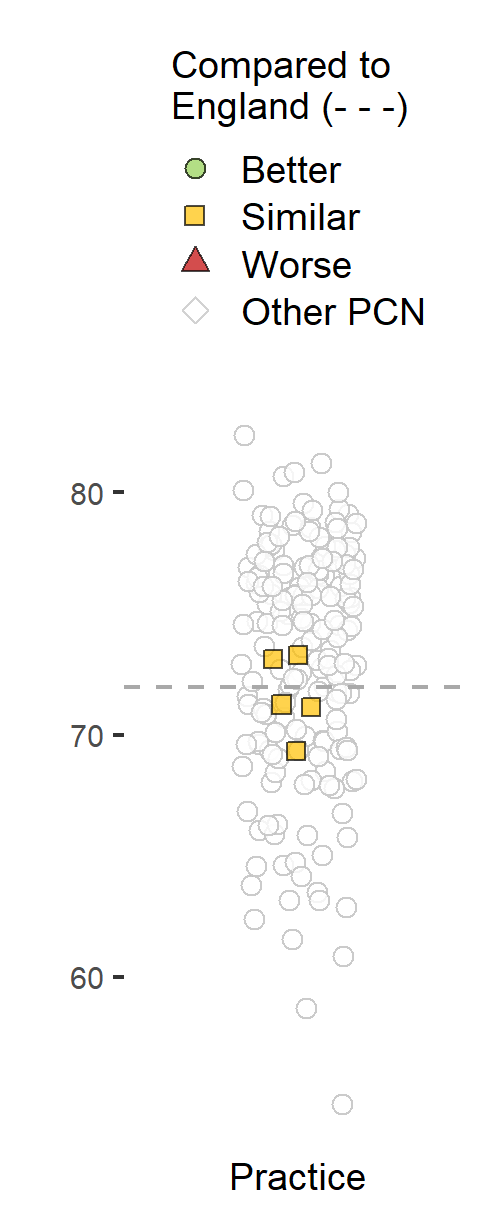 Compared to
England (- - -)
Better
Similar
Worse
Other PCN
80
70
60
Practice